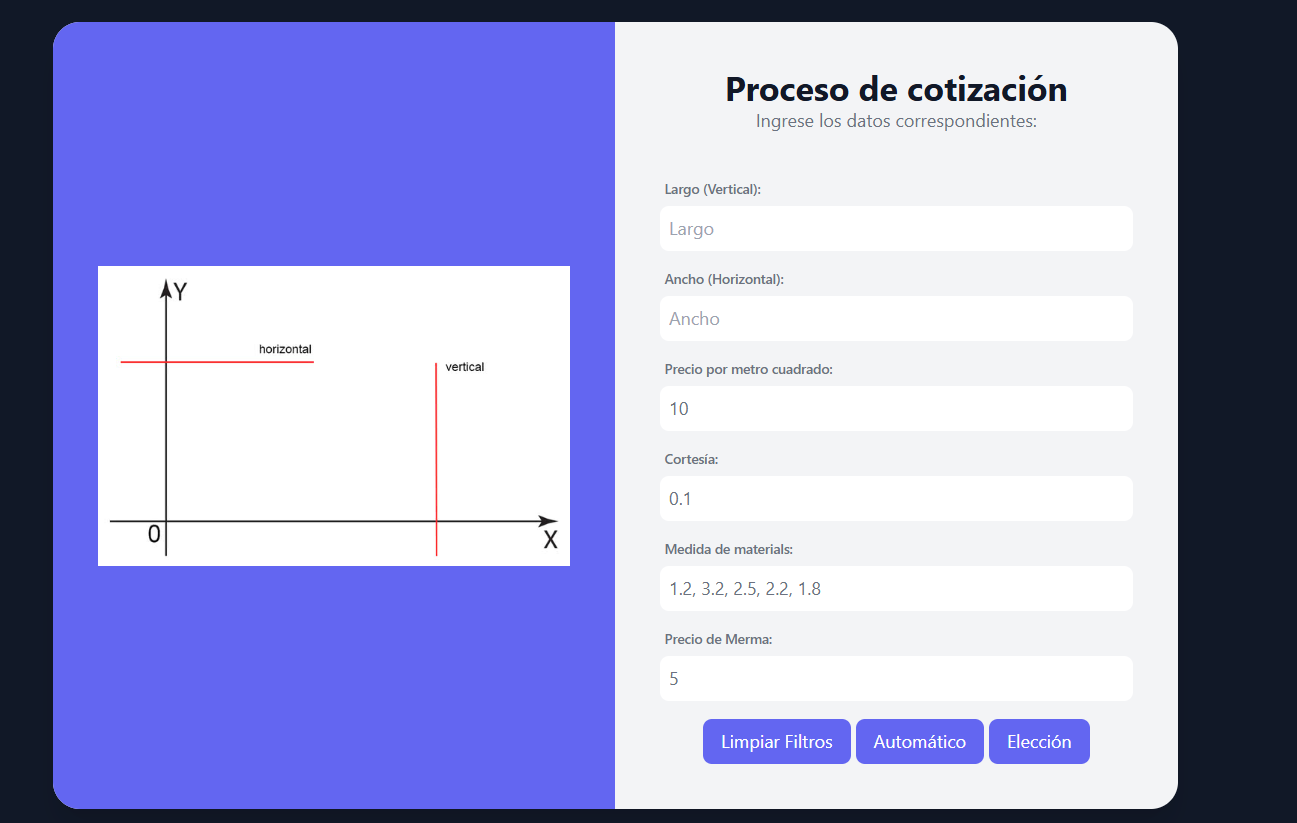 Y
horizontal
vertical
0
X
Proceso de cotización
Ingrese los datos correspondientes:
Largo (Vertical):
Largo
Ancho (Horizontal):
Ancho
Precio por metro cuadrado:
10
Cortesía:
0.1
Medida de materials:
1.2, 3.2, 2.5, 2.2, 1.8
Precio de Merma:
5
Limpiar Filtros Automático Elección